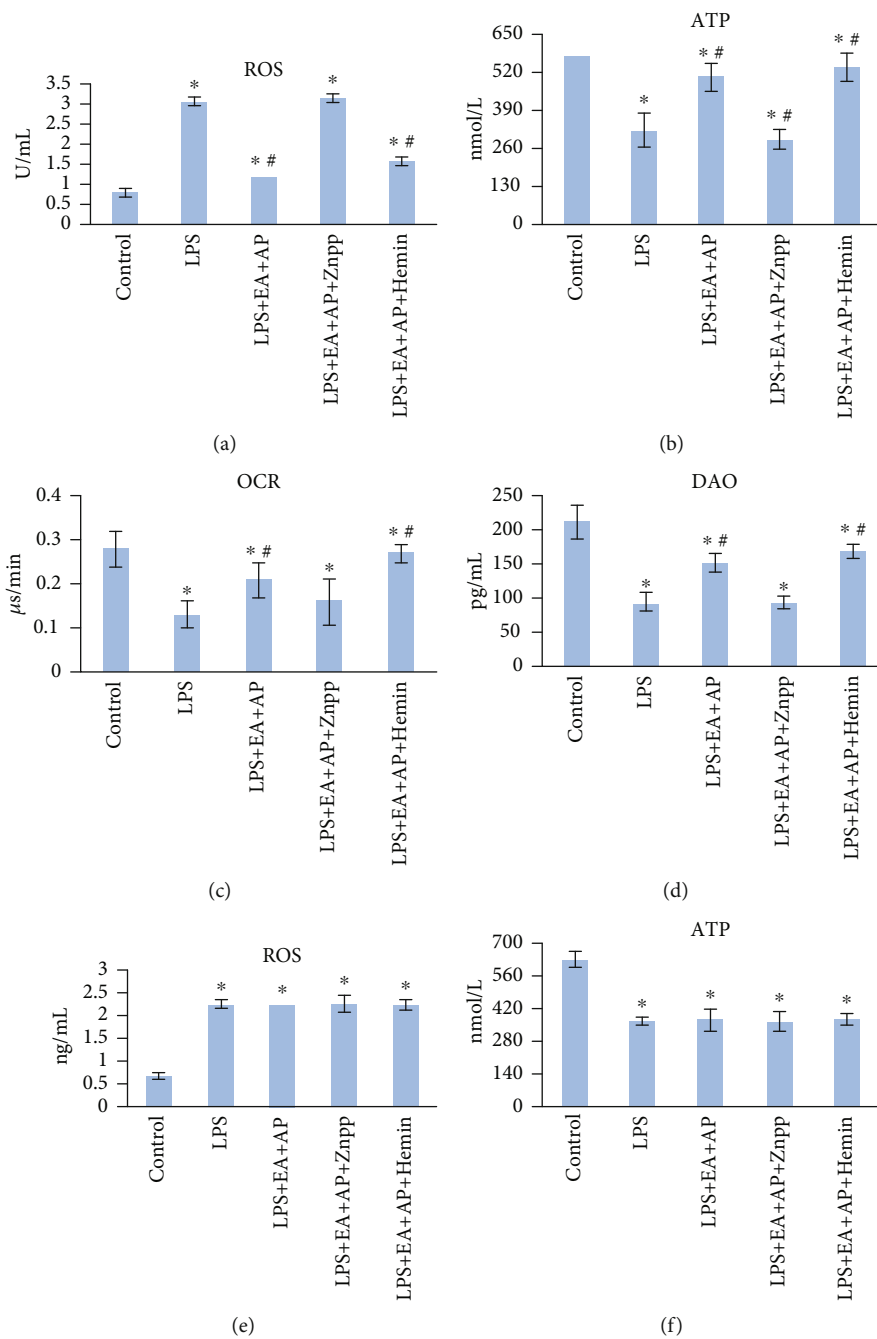 ROS
U/mL
3.5
3
2.5
1.5
1
0.5
0
*
*
* #
* #
Control
LPS
LPS+EA+AP
LPS+EA+AP+Znpp
LPS+EA+AP+Hemin
(a)
ATP
nmol/L
650
520
390
260
130
0
*
* #
* #
* #
Control
LPS
LPS+EA+AP
LPS+EA+AP+Znpp
LPS+EA+AP+Hemin
(b)
OCR
μs/min
0.4
0.3
0.2
0.1
0
*
* #
*
* #
Control
LPS
LPS+EA+AP
LPS+EA+AP+Znpp
LPS+EA+AP+Hemin
(c)
DAO
pg/mL
250
200
150
100
50
0
*
* #
*
* #
Control
LPS
LPS+EA+AP
LPS+EA+AP+Znpp
LPS+EA+AP+Hemin
(d)
ROS
ng/mL
3
2.5
2
1.5
1
0.5
0
*
*
*
*
Control
LPS
LPS+EA+AP
LPS+EA+AP+Znpp
LPS+EA+AP+Hemin
(e)
ATP
nmol/L
700
560
420
280
140
0
*
*
*
*
Control
LPS
LPS+EA+AP
LPS+EA+AP+Znpp
LPS+EA+AP+Hemin
(f)